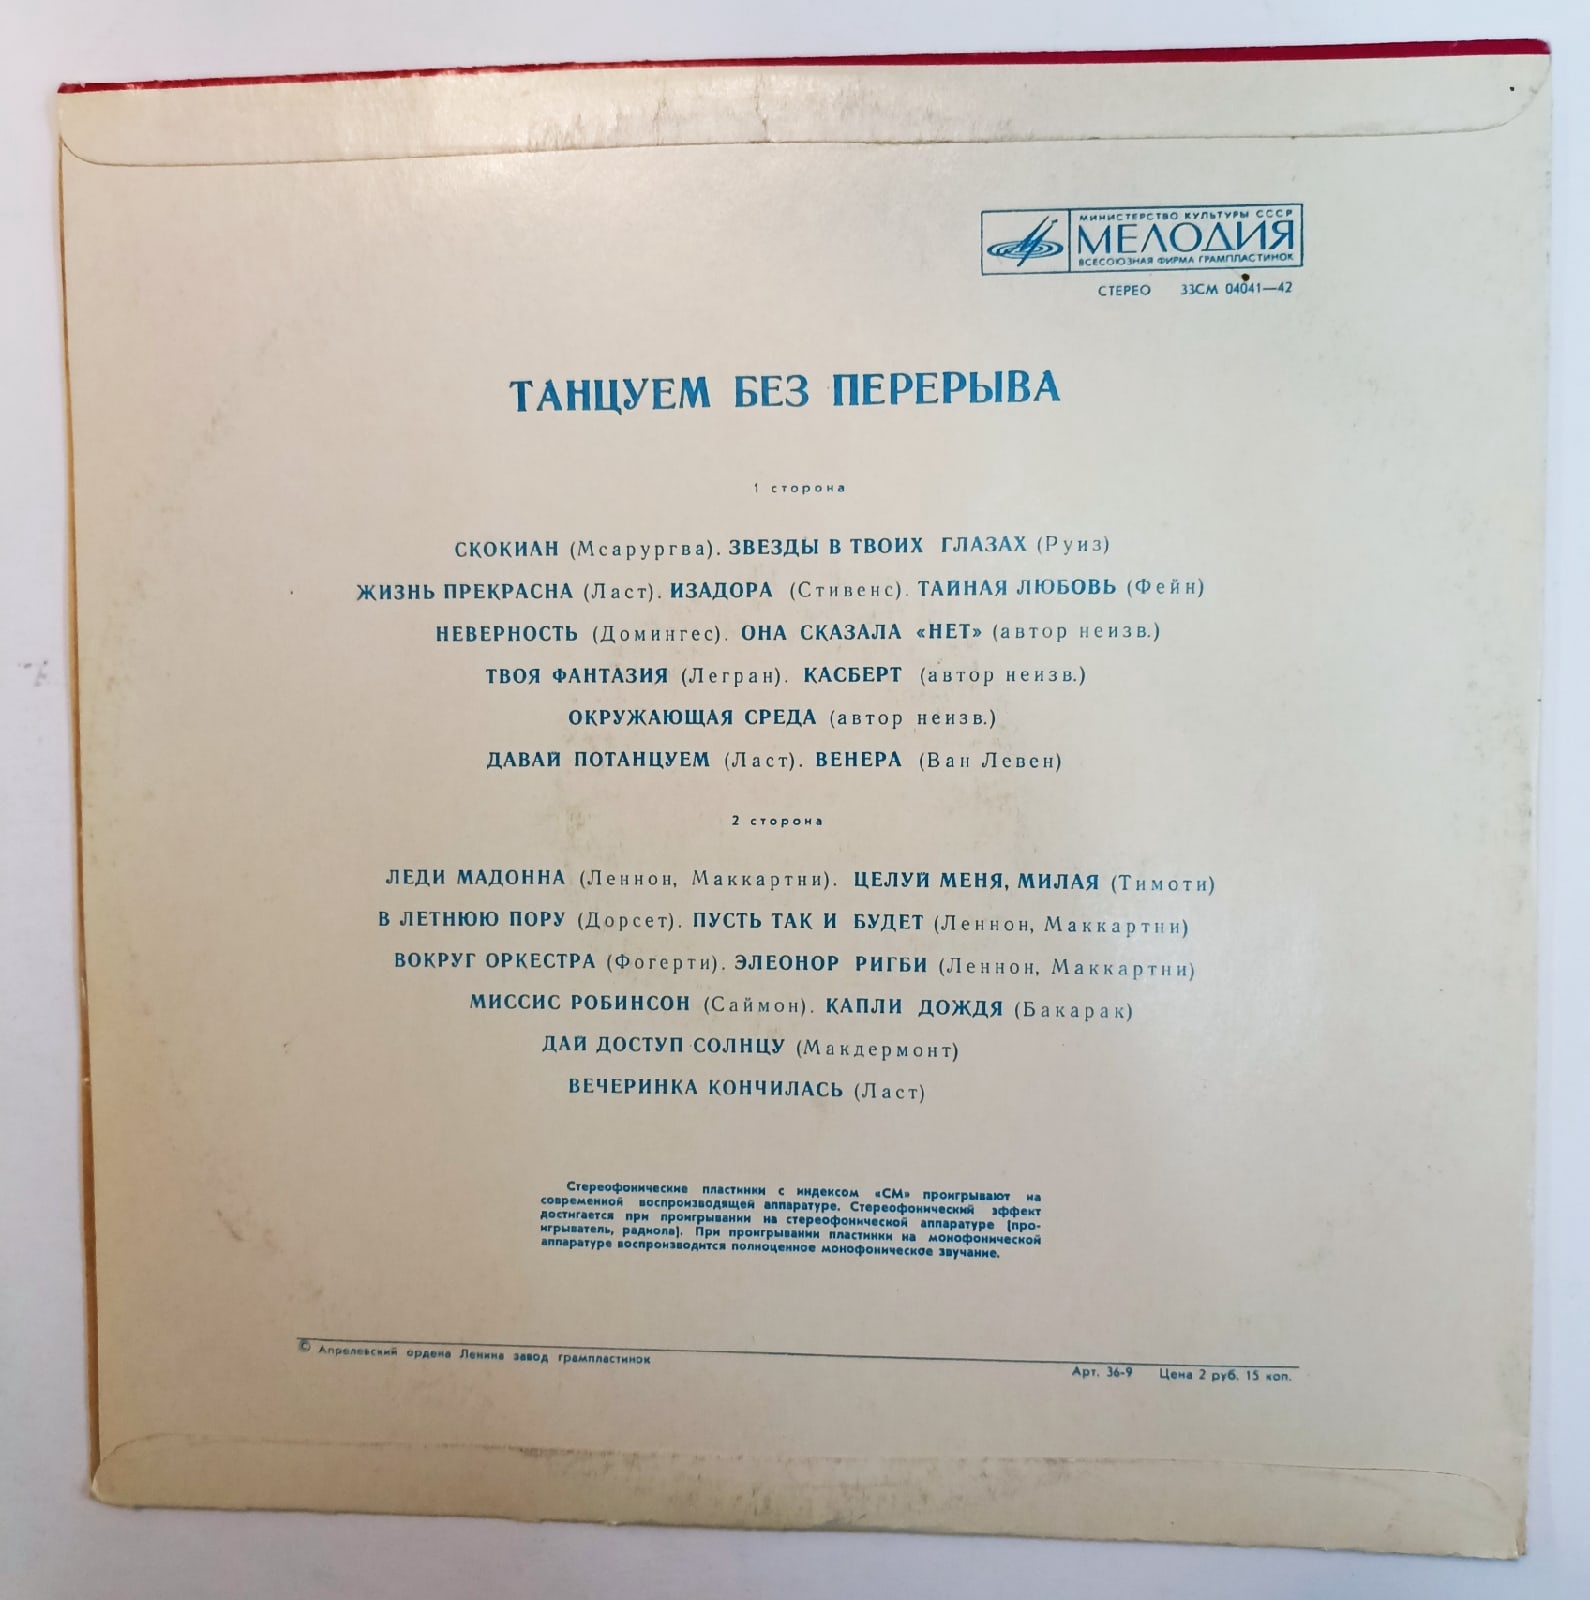 МИНИСТЕРСТВО КУЛЬТУРЫ СССР
МЕЛОДИЯ
ВСЕСОЮЗНАЯ ФИРМА ГРАМПЛАСТИНОК
СТЕРЕО 33СМ 04041—42
ТАНЦУЕМ БЕЗ ПЕРЕРЫВА
1 сторона
СКОКИАН (Мсарургва). ЗВЕЗДЫ В ТВОИХ ГЛАЗАХ (Руиз)
ЖИЗНЬ ПРЕКРАСНА (Ласт). ИЗАДОРА (Стивенс). ТАЙНАЯ ЛЮБОВЬ (Фейн)
НЕВЕРНОСТЬ (Домингес). ОНА СКАЗАЛА «НЕТ» (автор неизв.)
ТВОЯ ФАНТАЗИЯ (Легран). КАСБЕРТ (автор неизв.)
ОКРУЖАЮЩАЯ СРЕДА (автор неизв.)
ДАВАЙ ПОТАНЦУЕМ (Ласт). ВЕНЕРА (Ван Левен)
2 сторона
ЛЕДИ МАДОННА (Леннон, Маккартни). ЦЕЛУЙ МЕНЯ, МИЛАЯ (Тимоти)
В ЛЕТНЮЮ ПОРУ (Дорсет). ПУСТЬ ТАК И БУДЕТ (Леннон, Маккартни)
ВОКРУГ ОРКЕСТРА (Фогерти). ЭЛЕОНОР РИГБИ (Леннон, Маккартни)
МИССИС РОБИНСОН (Саймон). КАПЛИ ДОЖДЯ (Бакарак)
ДАЙ ДОСТУП СОЛНЦУ (Макдермонт)
ВЕЧЕРИНКА КОНЧИЛАСЬ (Ласт)
Стереофонические пластинки с индексом «СМ» проигрывают на
современной воспроизводящей аппаратуре. Стереофонический эффект
достигается при проигрывании на стереофонической аппаратуре (про-
игрыватель, радиола). При проигрывании пластинки на монофонической
аппаратуре воспроизводится полноценное монофоническое звучание.
© Апрелевский ордена Ленина завод грампластинок
Арт. 36-9 Цена 2 руб. 15 коп.